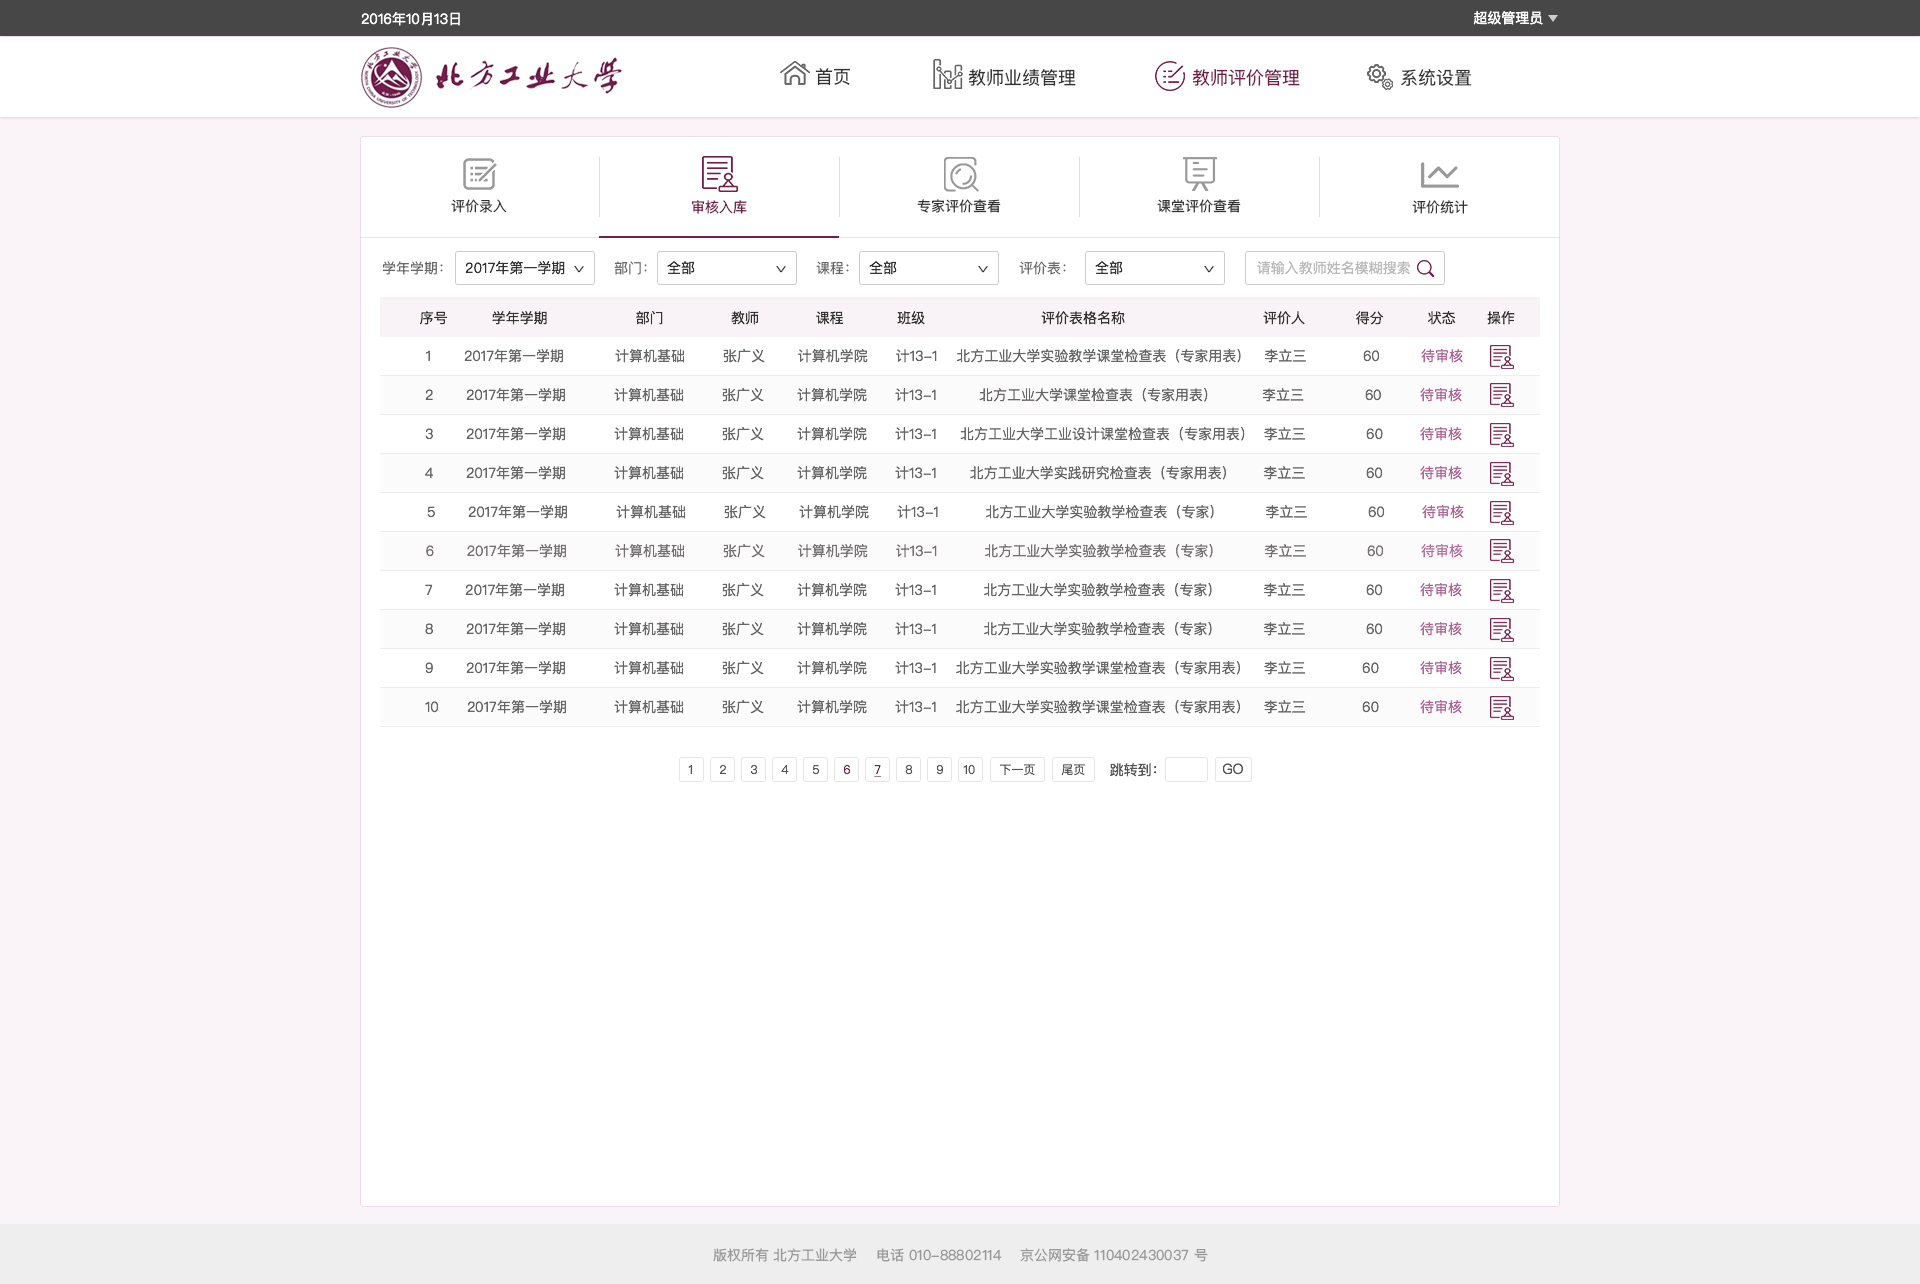 2016年10月13日 超级管理员
北方工业大学 首页 教师业绩管理 教师评价管理 系统设置
评价录入 审核入库 专家评价查看 课堂评价查看 评价统计
学年学期： 2017年第一学期 部门： 全部 课程： 全部 评价表： 全部 请输入教师姓名模糊搜索
序号 学年学期 部门 教师 课程 班级 评价表格名称 评价人 得分 状态 操作
1 2017年第一学期 计算机基础 张广义 计算机学院 计13-1 北方工业大学实验教学课堂检查表（专家用表） 李立三 60 待审核
2 2017年第一学期 计算机基础 张广义 计算机学院 计13-1 北方工业大学课堂检查表（专家用表） 李立三 60 待审核
3 2017年第一学期 计算机基础 张广义 计算机学院 计13-1 北方工业大学工业设计课堂检查表（专家用表） 李立三 60 待审核
4 2017年第一学期 计算机基础 张广义 计算机学院 计13-1 北方工业大学实践研究检查表（专家用表） 李立三 60 待审核
5 2017年第一学期 计算机基础 张广义 计算机学院 计13-1 北方工业大学实验教学检查表（专家） 李立三 60 待审核
6 2017年第一学期 计算机基础 张广义 计算机学院 计13-1 北方工业大学实验教学检查表（专家） 李立三 60 待审核
7 2017年第一学期 计算机基础 张广义 计算机学院 计13-1 北方工业大学实验教学检查表（专家） 李立三 60 待审核
8 2017年第一学期 计算机基础 张广义 计算机学院 计13-1 北方工业大学实验教学检查表（专家） 李立三 60 待审核
9 2017年第一学期 计算机基础 张广义 计算机学院 计13-1 北方工业大学实验教学课堂检查表（专家用表） 李立三 60 待审核
10 2017年第一学期 计算机基础 张广义 计算机学院 计13-1 北方工业大学实验教学课堂检查表（专家用表） 李立三 60 待审核
1 2 3 4 5 6 7 8 9 10 下一页 尾页 跳转到： GO
版权所有 北方工业大学 电话 010-88802114 京公网安备 110402430037 号